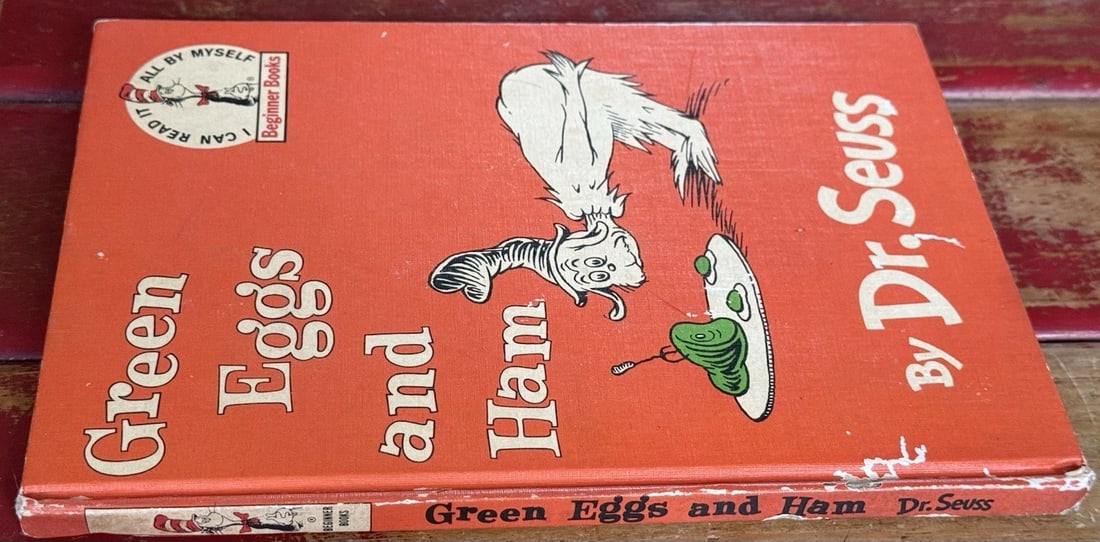 I CAN READ IT ALL BY MYSELF
®
Beginner Books
Green
Eggs
and
Ham
By Dr. Seuss
®
BEGINNER
BOOKS
Green Eggs and Ham Dr. Seuss